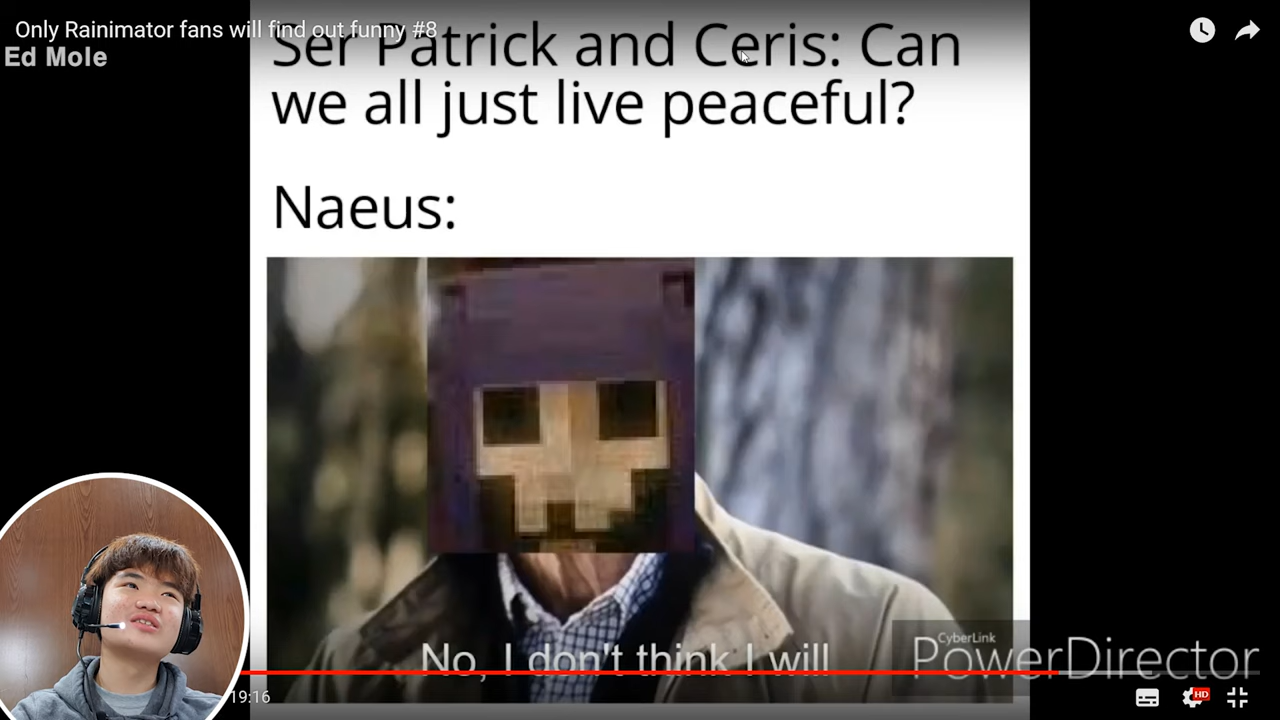 Only Rainimator fans will find out funny #8
Ed Mole
Ser Patrick and Ceris: Can
we all just live peaceful?
Naeus:
No, I don't think I will
CyberLink
PowerDirector
19:16
HD